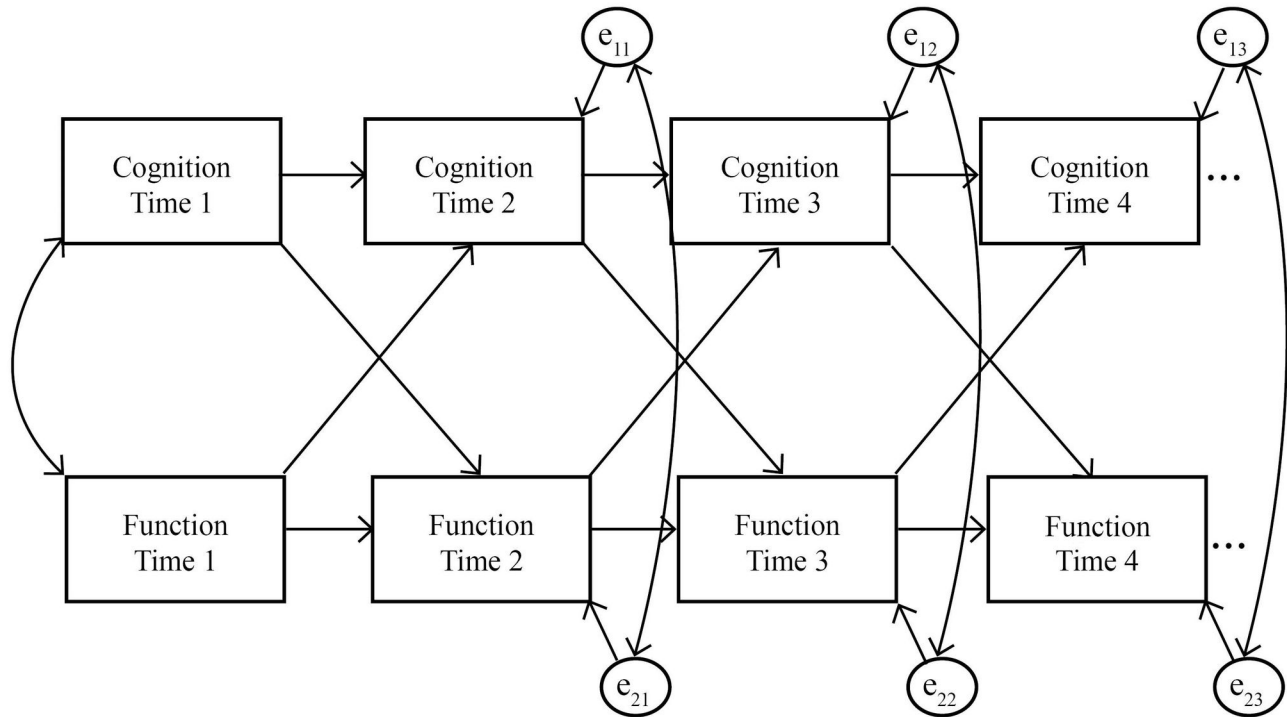 e11
e12
e13
Cognition
Time 1
Cognition
Time 2
Cognition
Time 3
Cognition
Time 4
...
Function
Time 1
Function
Time 2
Function
Time 3
Function
Time 4
...
e21
e22
e23